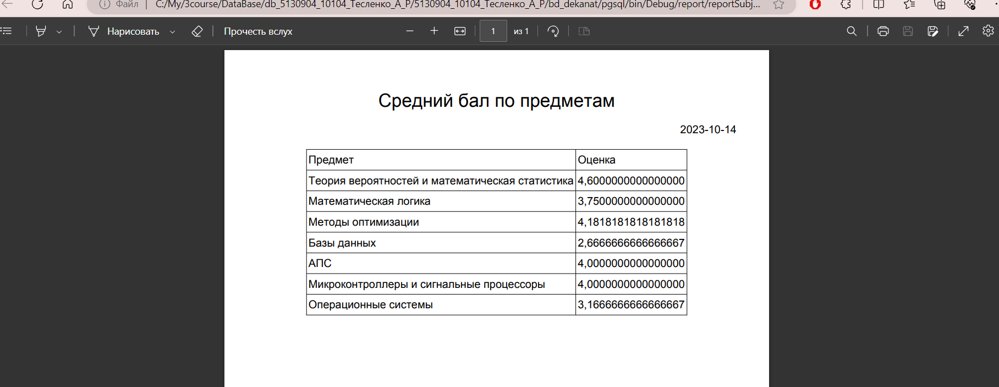 Файл C:/My/3course/DataBase/db_5130904_10104_Тесленко_А_Р/5130904_10104_Тесленко_А_Р/bd_dekanat/pgsql/bin/Debug/report/reportSubj...
Нарисовать Прочесть вслух 1 из 1
Средний бал по предметам
2023-10-14
Предмет Оценка
Теория вероятностей и математическая статистика 4,6000000000000000
Математическая логика 3,7500000000000000
Методы оптимизации 4,1818181818181818
Базы данных 2,6666666666666667
АПС 4,0000000000000000
Микроконтроллеры и сигнальные процессоры 4,0000000000000000
Операционные системы 3,1666666666666667